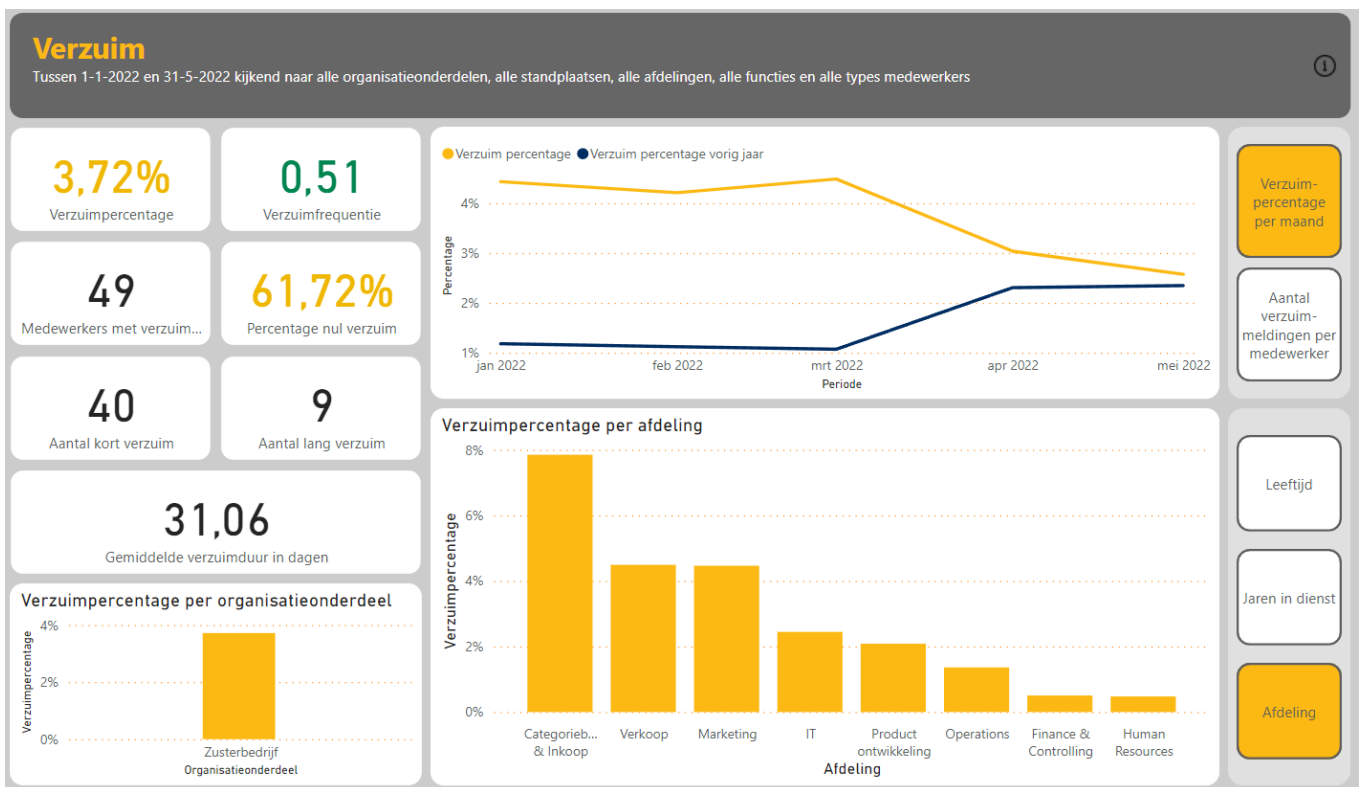 Verzuim
Tussen 1-1-2022 en 31-5-2022 kijkend naar alle organisatieonderdelen, alle standplaatsen, alle afdelingen, alle functies en alle types medewerkers
3,72%
Verzuimpercentage
0,51
Verzuimfrequentie
49
Medewerkers met verzuim...
61,72%
Percentage nul verzuim
40
Aantal kort verzuim
9
Aantal lang verzuim
31,06
Gemiddelde verzuimduur in dagen
Verzuimpercentage per organisatieonderdeel
Verzuimpercentage
4%
2%
0%
Zusterbedrijf
Organisatieonderdeel
Verzuim percentage
Verzuim percentage vorig jaar
Percentage
4%
3%
2%
1%
jan 2022
feb 2022
mrt 2022
apr 2022
mei 2022
Periode
Verzuimpercentage per afdeling
Verzuimpercentage
8%
6%
4%
2%
0%
Categorieb...
& Inkoop
Verkoop
Marketing
IT
Product
ontwikkeling
Operations
Finance &
Controlling
Human
Resources
Afdeling
Verzuim-
percentage
per maand
Aantal
verzuim-
meldingen per
medewerker
Leeftijd
Jaren in dienst
Afdeling